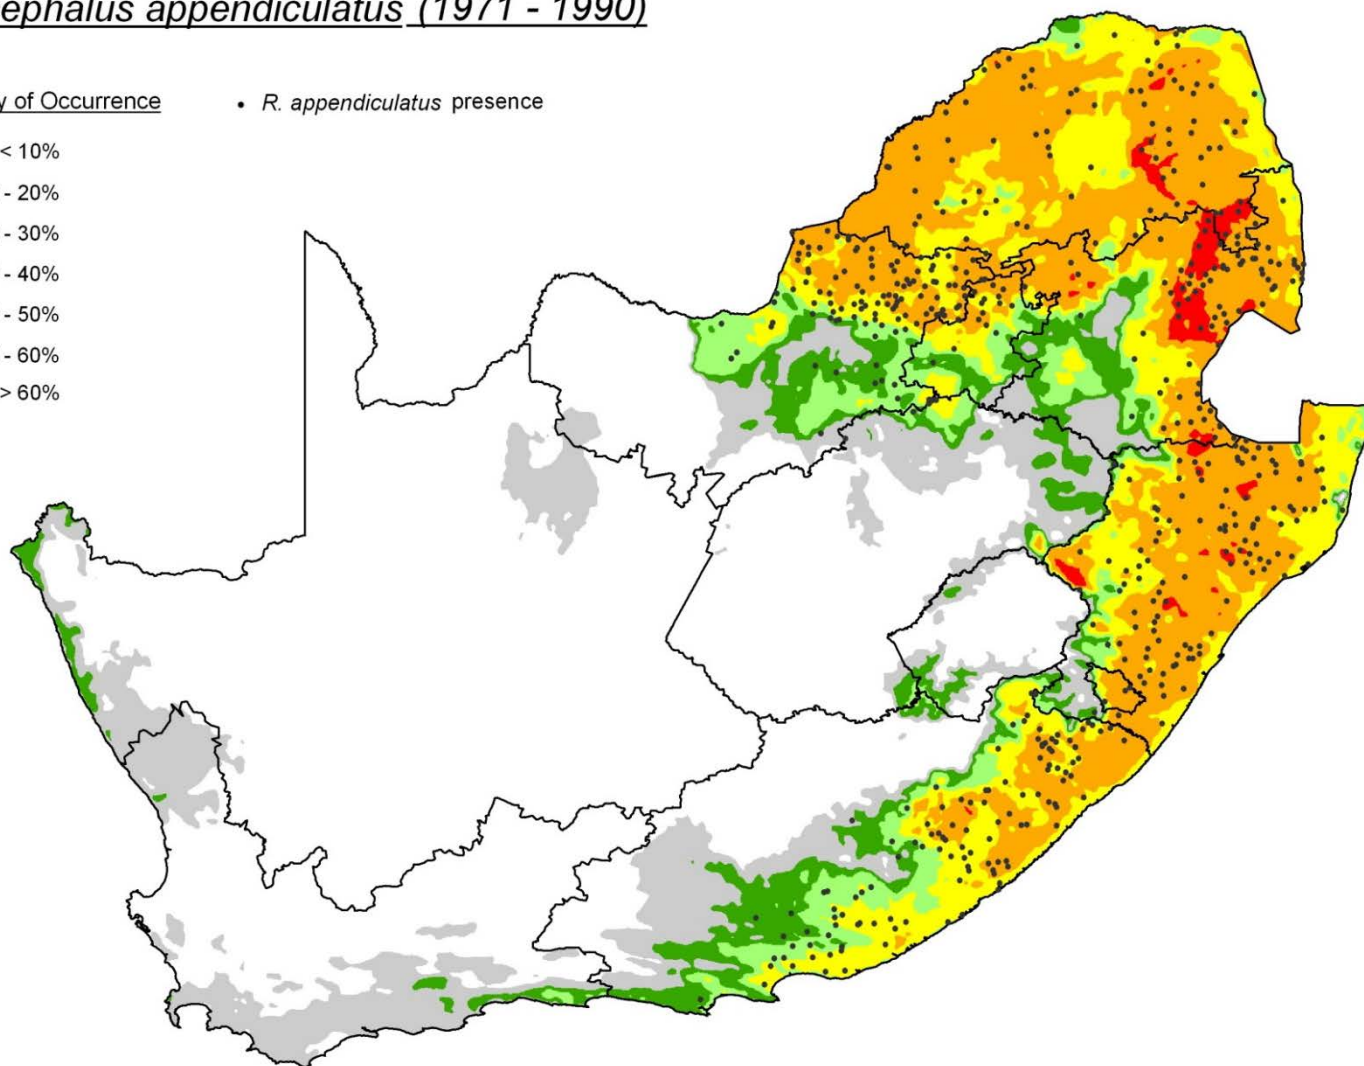 ephalus appendiculatus (1971 - 1990)
y of Occurrence
• R. appendiculatus presence
< 10%
- 20%
- 30%
- 40%
- 50%
- 60%
> 60%